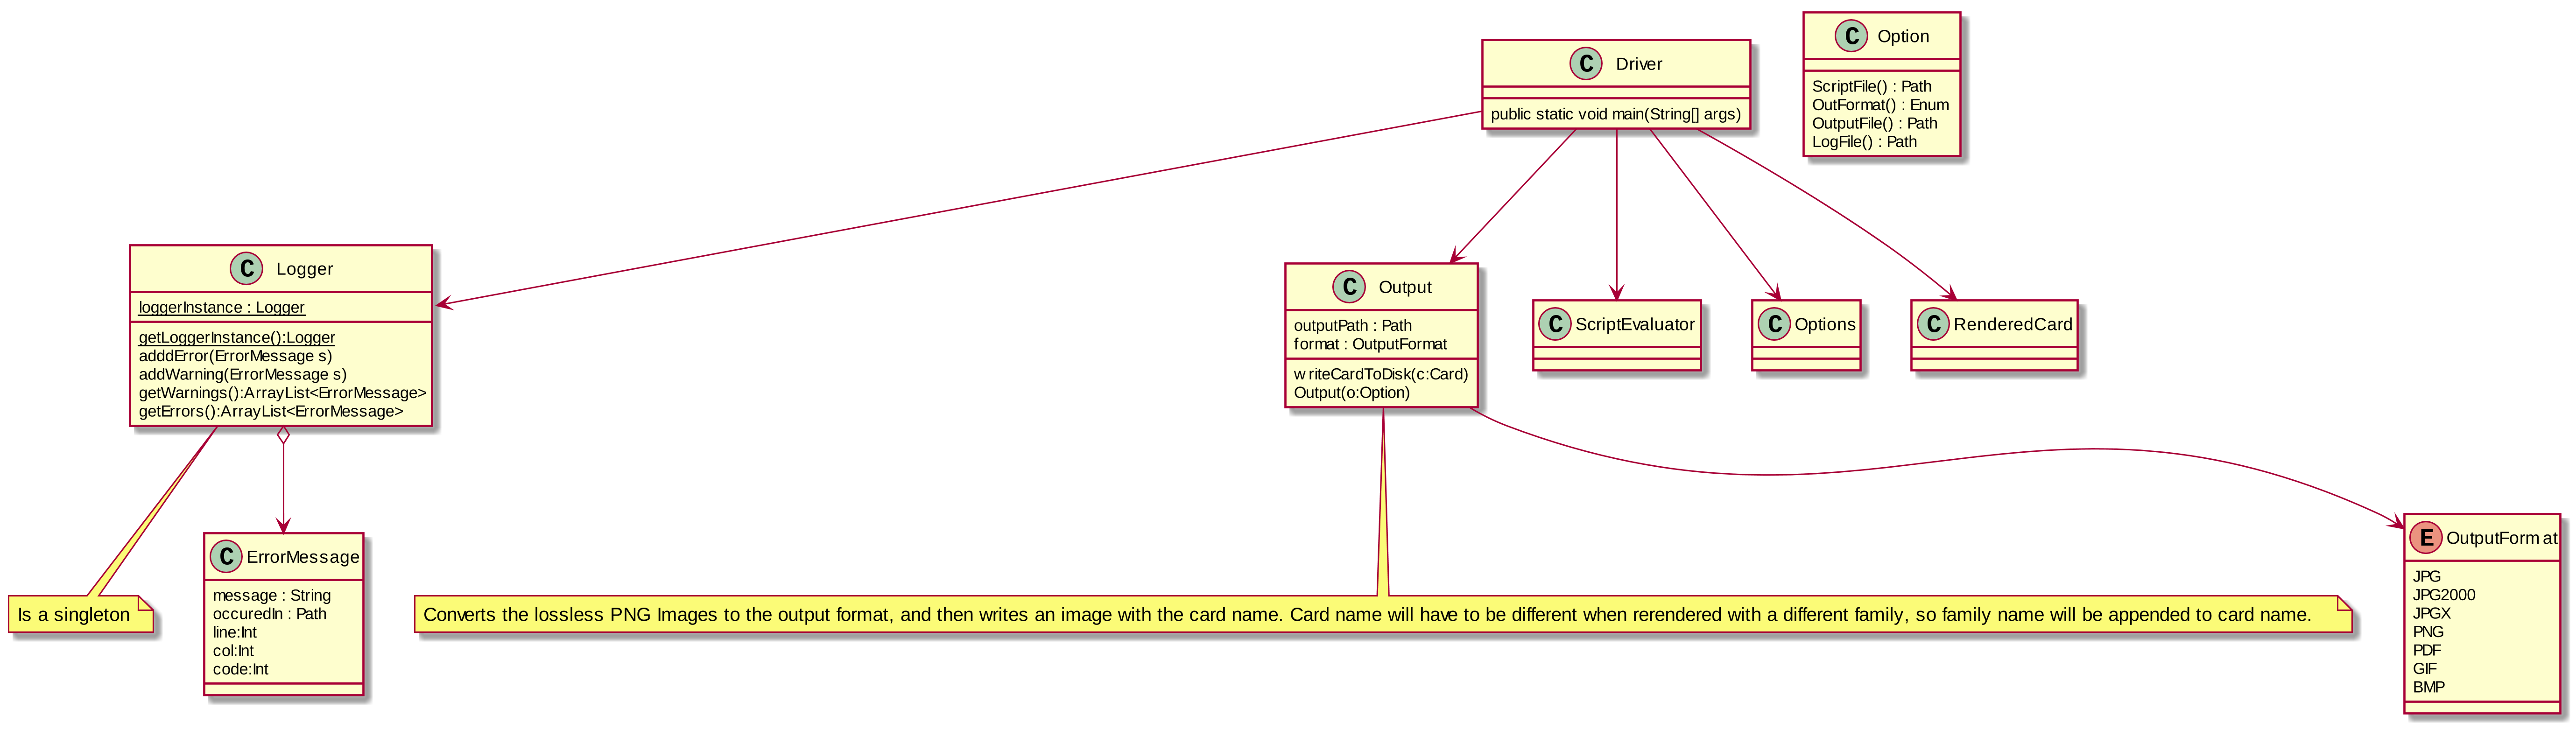 C Option
ScriptFile() : Path
OutFormat() : Enum
OutputFile() : Path
LogFile() : Path
C Driver
public static void main(String[] args)
C Logger
loggerInstance : Logger
getLoggerInstance():Logger
adddError(ErrorMessage s)
addWarning(ErrorMessage s)
getWarnings():ArrayList<ErrorMessage>
getErrors():ArrayList<ErrorMessage>
C Output
outputPath : Path
format : OutputFormat
writeCardToDisk(c:Card)
Output(o:Option)
C ScriptEvaluator
C Options
C RenderedCard
Is a singleton
C ErrorMessage
message : String
occuredIn : Path
line:Int
col:Int
code:Int
Converts the lossless PNG Images to the output format, and then writes an image with the card name. Card name will have to be different when rerendered with a different family, so family name will be appended to card name.
E OutputFormat
JPG
JPG2000
JPGX
PNG
PDF
GIF
BMP